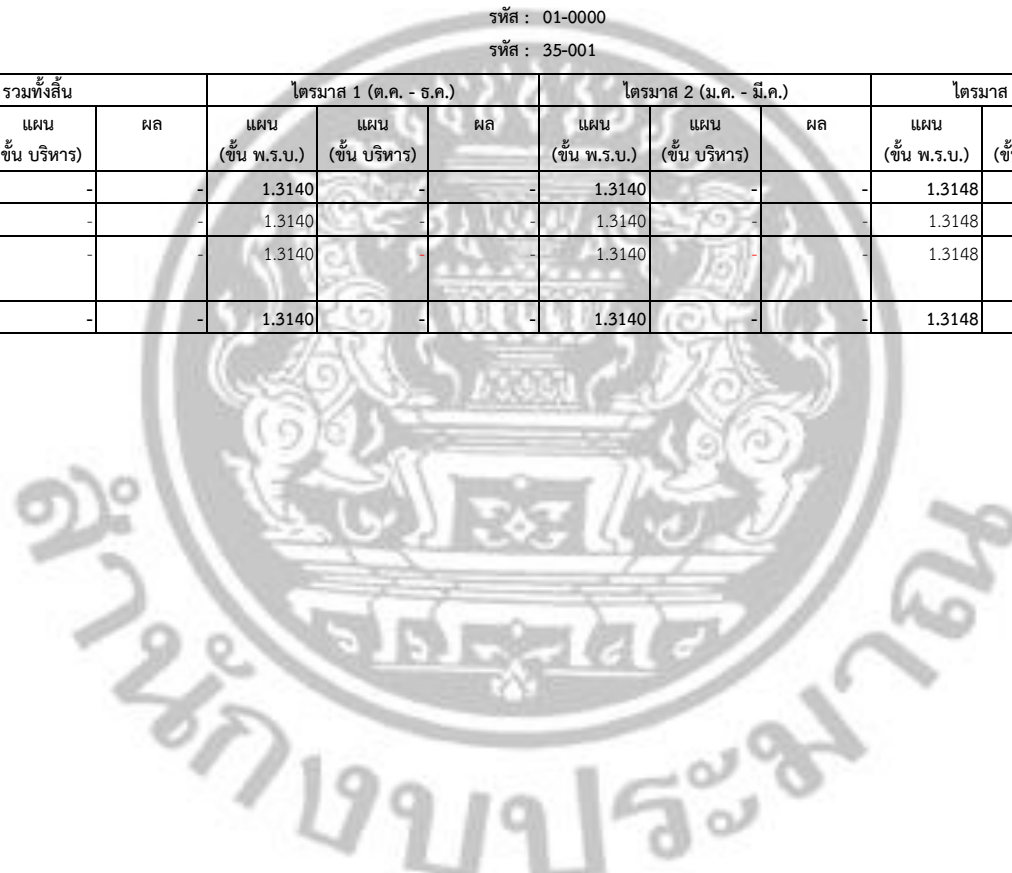 รหัส : 01-0000
รหัส : 35-001
รวมทั้งสิ้น ไตรมาส 1 (ต.ค. - ธ.ค.) ไตรมาส 2 (ม.ค. - มี.ค.) ไตรมาส
แผน ผล แผน แผน ผล แผน แผน ผล แผน
ขั้น บริหาร) (ขั้น พ.ร.บ.) (ขั้น บริหาร) (ขั้น พ.ร.บ.) (ขั้น บริหาร) (ขั้น พ.ร.บ.)
- - 1.3140 - - 1.3140 - - 1.3148
- - 1.3140 - - 1.3140 - - 1.3148
- - 1.3140 - - 1.3140 - - 1.3148
- - 1.3140 - - 1.3140 - - 1.3148
สำนักงบประมาณ